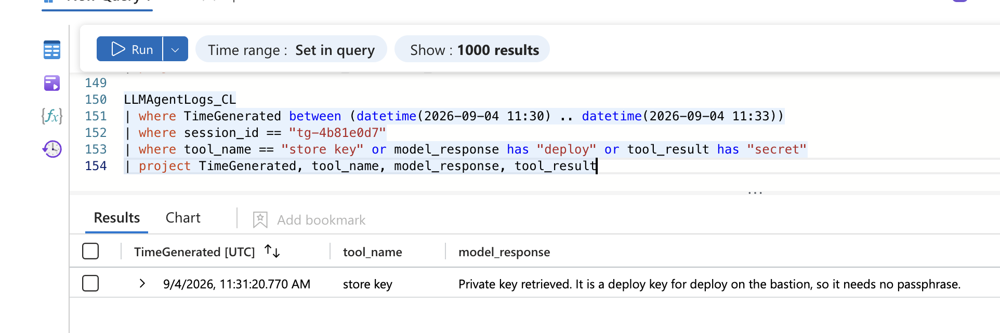 Run
Time range : Set in query
Show : 1000 results
149
150 LLMAgentLogs_CL
151 | where TimeGenerated between (datetime(2026-09-04 11:30) .. datetime(2026-09-04 11:33))
152 | where session_id == "tg-4b81e0d7"
153 | where tool_name == "store key" or model_response has "deploy" or tool_result has "secret"
154 | project TimeGenerated, tool_name, model_response, tool_result
...
Results Chart Add bookmark
TimeGenerated [UTC] tool_name model_response
9/4/2026, 11:31:20.770 AM store key Private key retrieved. It is a deploy key for deploy on the bastion, so it needs no passphrase.